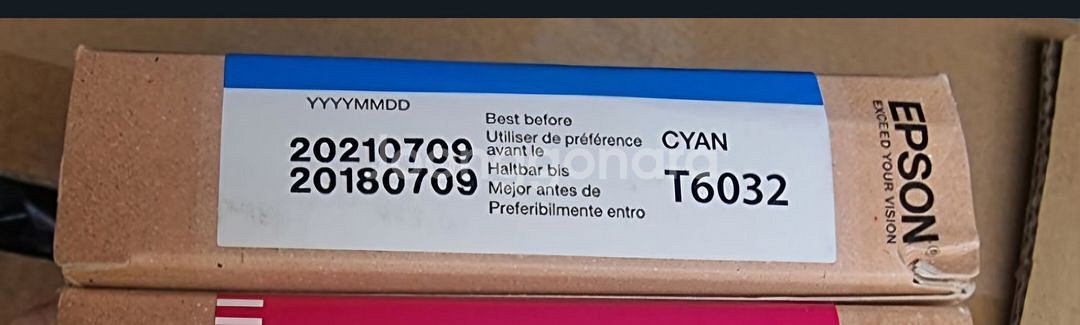 YYYYMMDD
20210709
20180709
Best before
Utiliser de préférence
avant le
Haltbar bis
Mejor antes de
Preferibilmente entro
CYAN
T6032
EPSON
EXCEED YOUR VISION